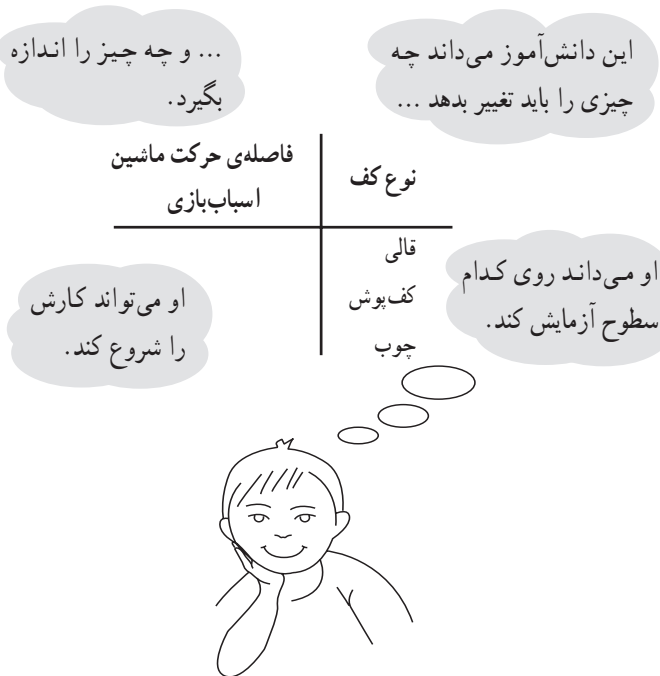 این دانش‌آموز می‌داند چه
چیزی را باید تغییر بدهد ...
... و چه چیز را اندازه
بگیرد.
نوع کف
فاصله‌ی حرکت ماشین
اسباب‌بازی
قالی
کف‌پوش
چوب
او می‌داند روی کدام
سطوح آزمایش کند.
او می‌تواند کارش
را شروع کند.